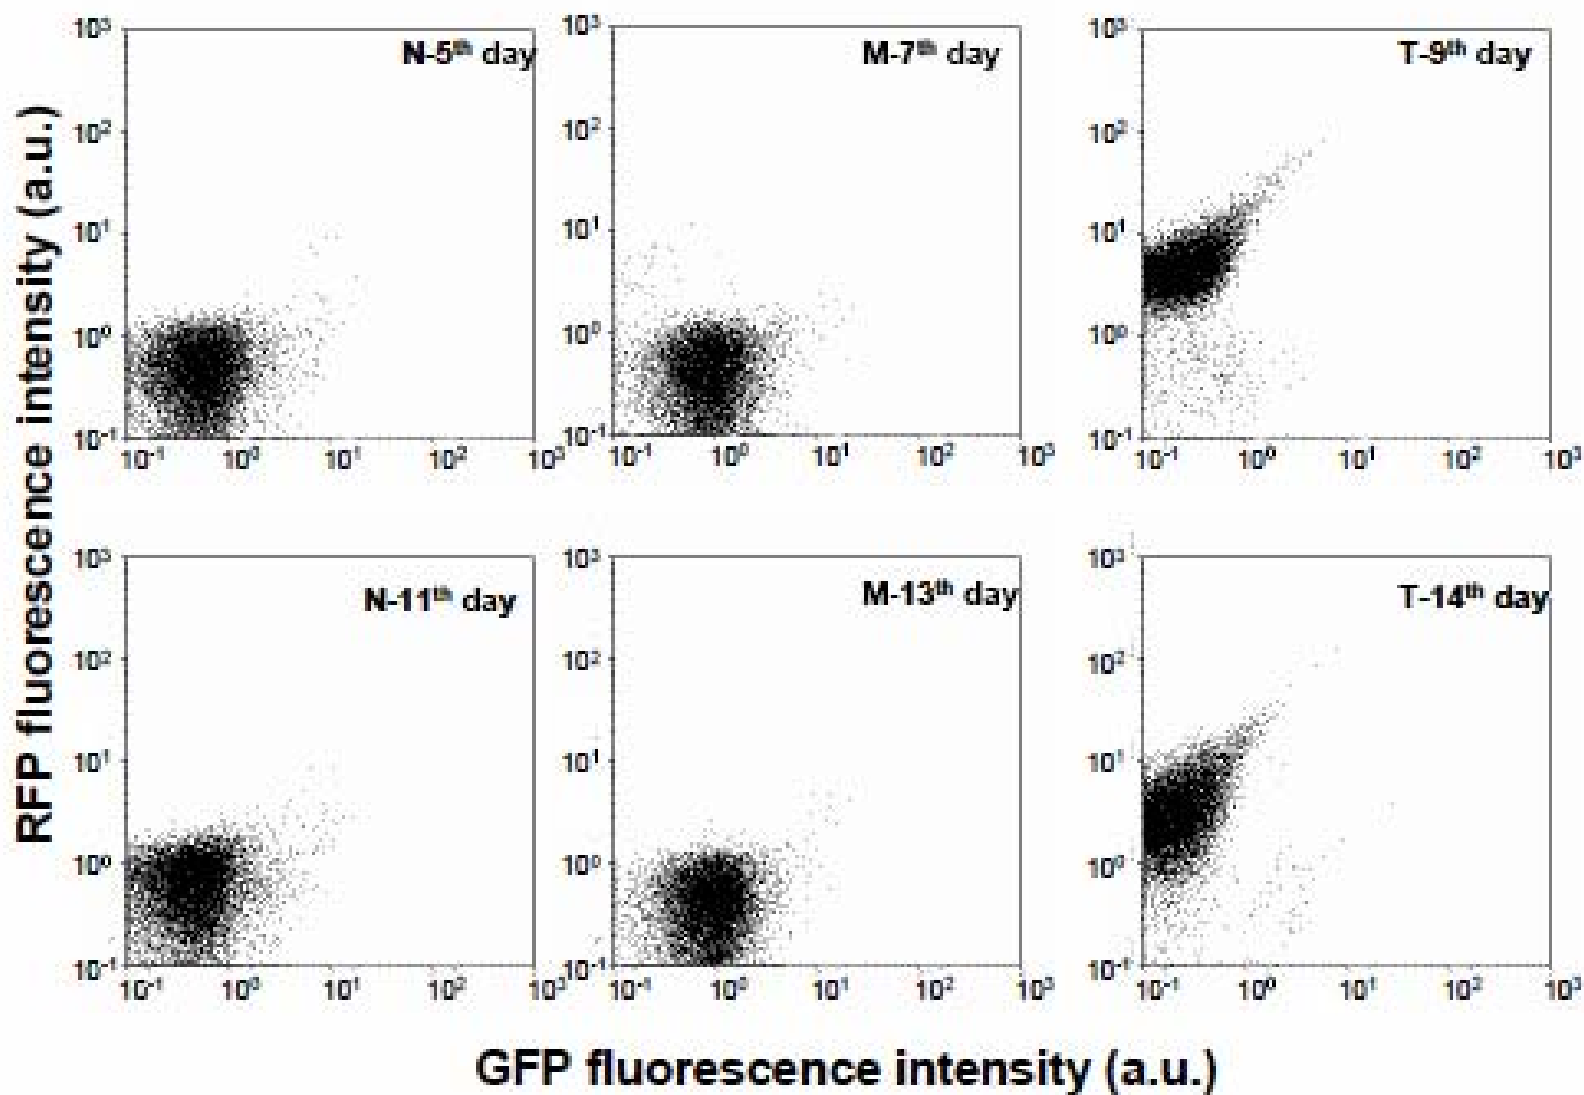 RFP fluorescence intensity (a.u.)
N-5th day
10³
10²
10¹
10⁰
10⁻¹
10⁻¹ 10⁰ 10¹ 10² 10³
M-7th day
10³
10²
10¹
10⁰
10⁻¹
10⁻¹ 10⁰ 10¹ 10² 10³
T-9th day
10³
10²
10¹
10⁰
10⁻¹
10⁻¹ 10⁰ 10¹ 10² 10³
N-11th day
10³
10²
10¹
10⁰
10⁻¹
10⁻¹ 10⁰ 10¹ 10² 10³
M-13th day
10³
10²
10¹
10⁰
10⁻¹
10⁻¹ 10⁰ 10¹ 10² 10³
T-14th day
10³
10²
10¹
10⁰
10⁻¹
10⁻¹ 10⁰ 10¹ 10² 10³
GFP fluorescence intensity (a.u.)